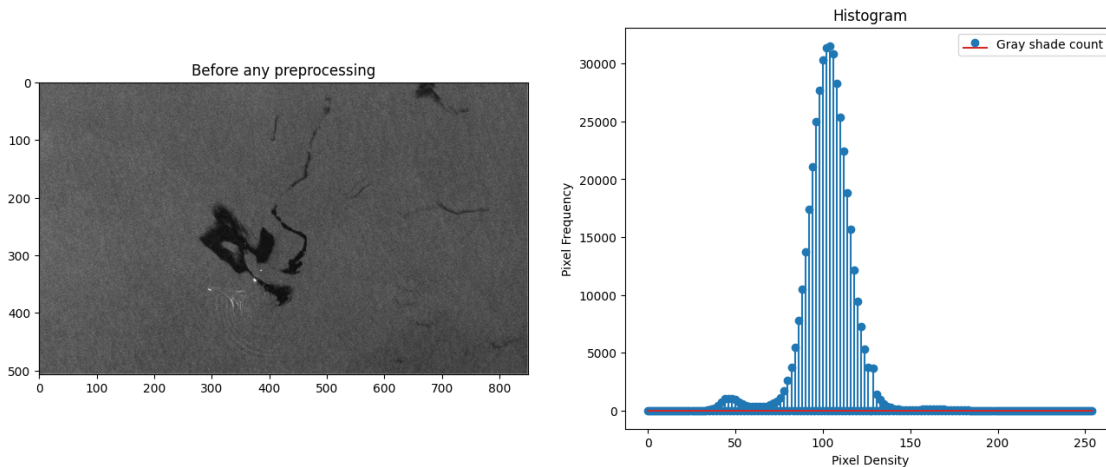 Before any preprocessing
0
100
200
300
400
500
0 100 200 300 400 500 600 700 800
Histogram
Gray shade count
Pixel Frequency
30000
25000
20000
15000
10000
5000
0
0 50 100 150 200 250
Pixel Density